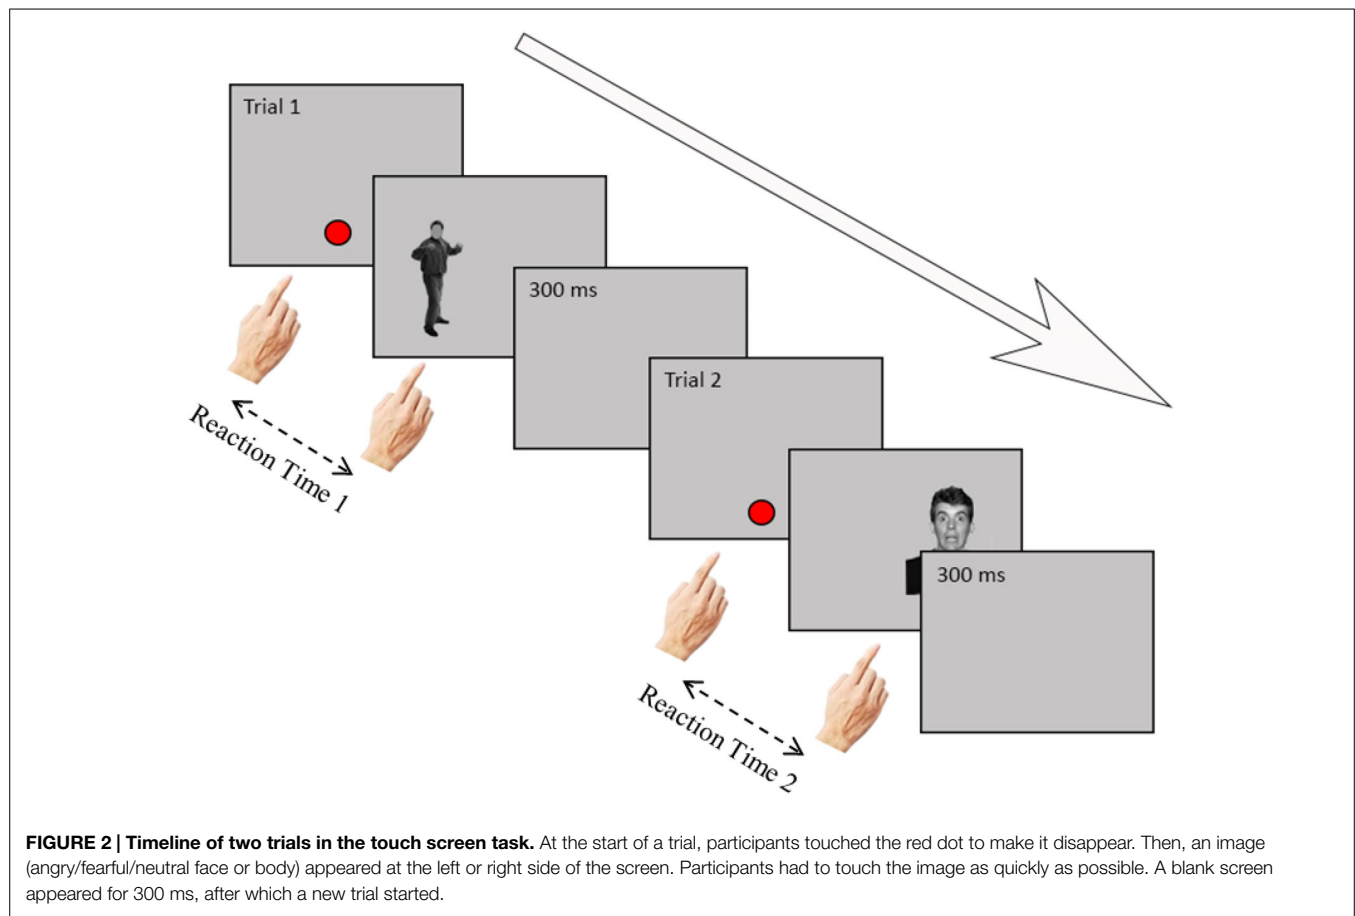 Trial 1
300 ms
Reaction Time 1
Trial 2
300 ms
Reaction Time 2
FIGURE 2 | Timeline of two trials in the touch screen task. At the start of a trial, participants touched the red dot to make it disappear. Then, an image
(angry/fearful/neutral face or body) appeared at the left or right side of the screen. Participants had to touch the image as quickly as possible. A blank screen
appeared for 300 ms, after which a new trial started.